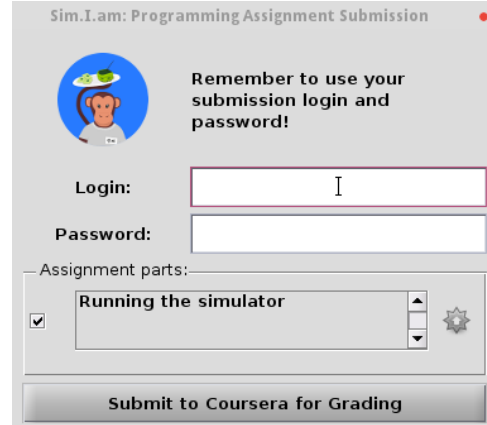 Sim.I.am: Programming Assignment Submission
Remember to use your
submission login and
password!
Login:
Password:
Assignment parts:
Running the simulator
Submit to Coursera for Grading